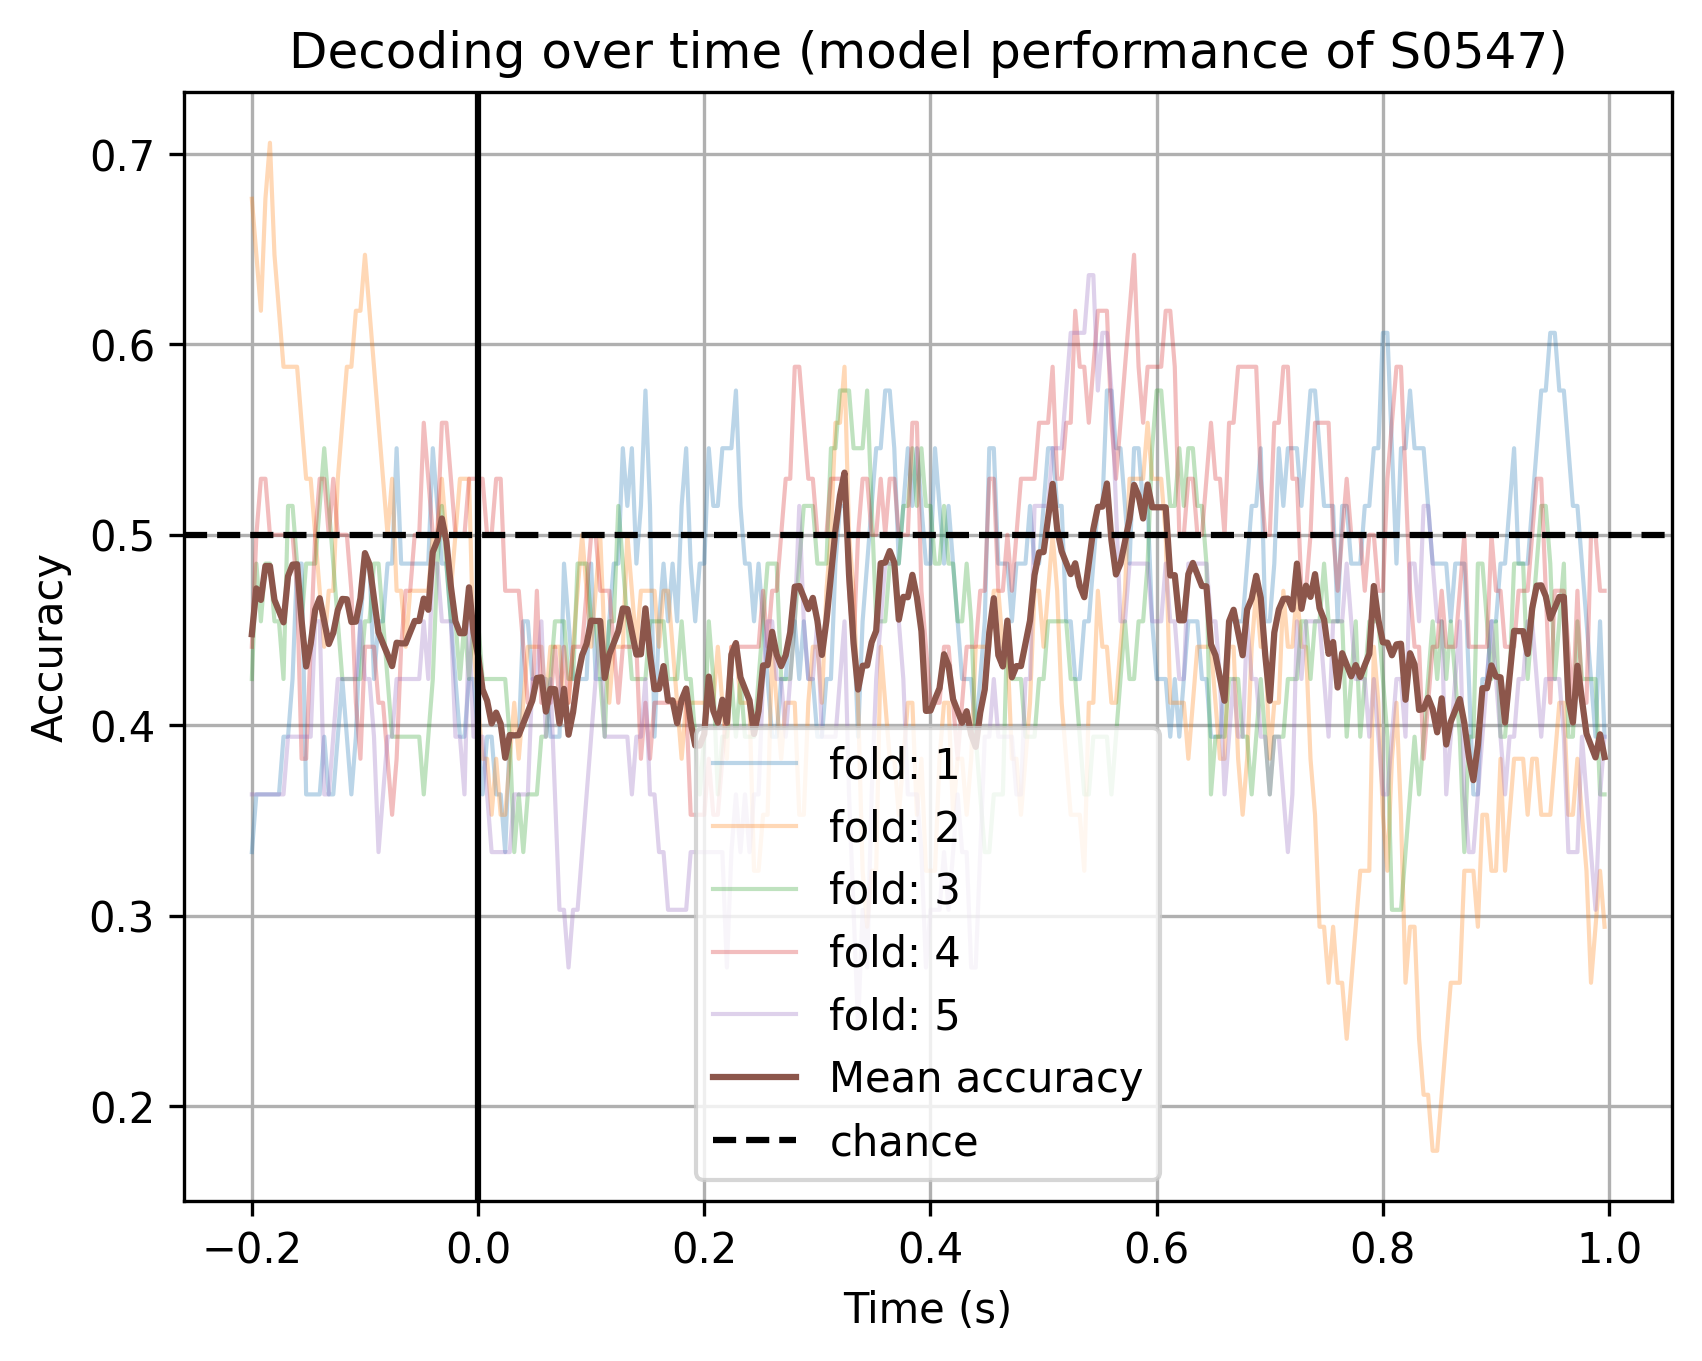 Decoding over time (model performance of S0547)
Accuracy
0.7
0.6
0.5
0.4
0.3
0.2
fold: 1
fold: 2
fold: 3
fold: 4
fold: 5
Mean accuracy
chance
−0.2 0.0 0.2 0.4 0.6 0.8 1.0
Time (s)